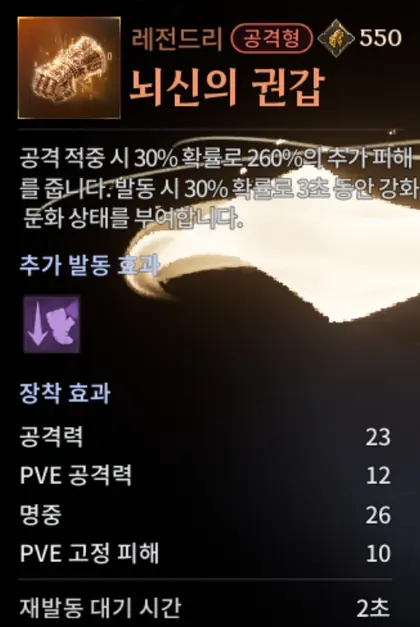 레전드리 공격형 550
뇌신의 권갑
공격 적중 시 30% 확률로 260%의 추가 피해
를 줍니다. 발동 시 30% 확률로 3초 동안 강화
둔화 상태를 부여합니다.
추가 발동 효과
장착 효과
공격력 23
PVE 공격력 12
명중 26
PVE 고정 피해 10
재발동 대기 시간 2초